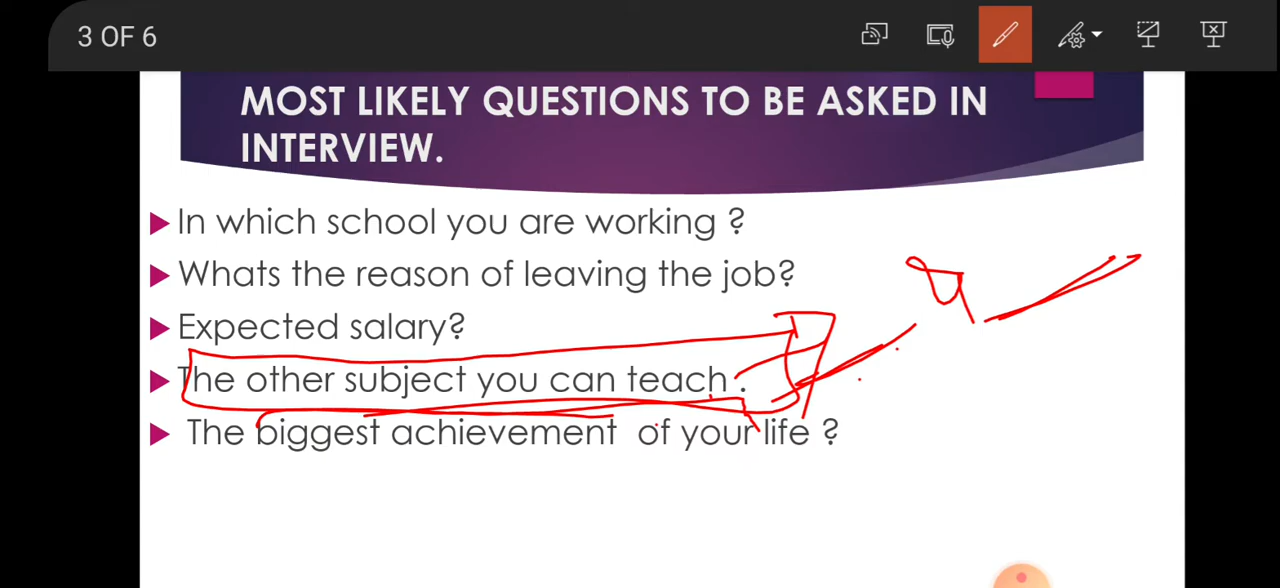 3 OF 6
MOST LIKELY QUESTIONS TO BE ASKED IN
INTERVIEW.
In which school you are working ?
Whats the reason of leaving the job?
Expected salary?
The other subject you can teach .
The biggest achievement of your life ?